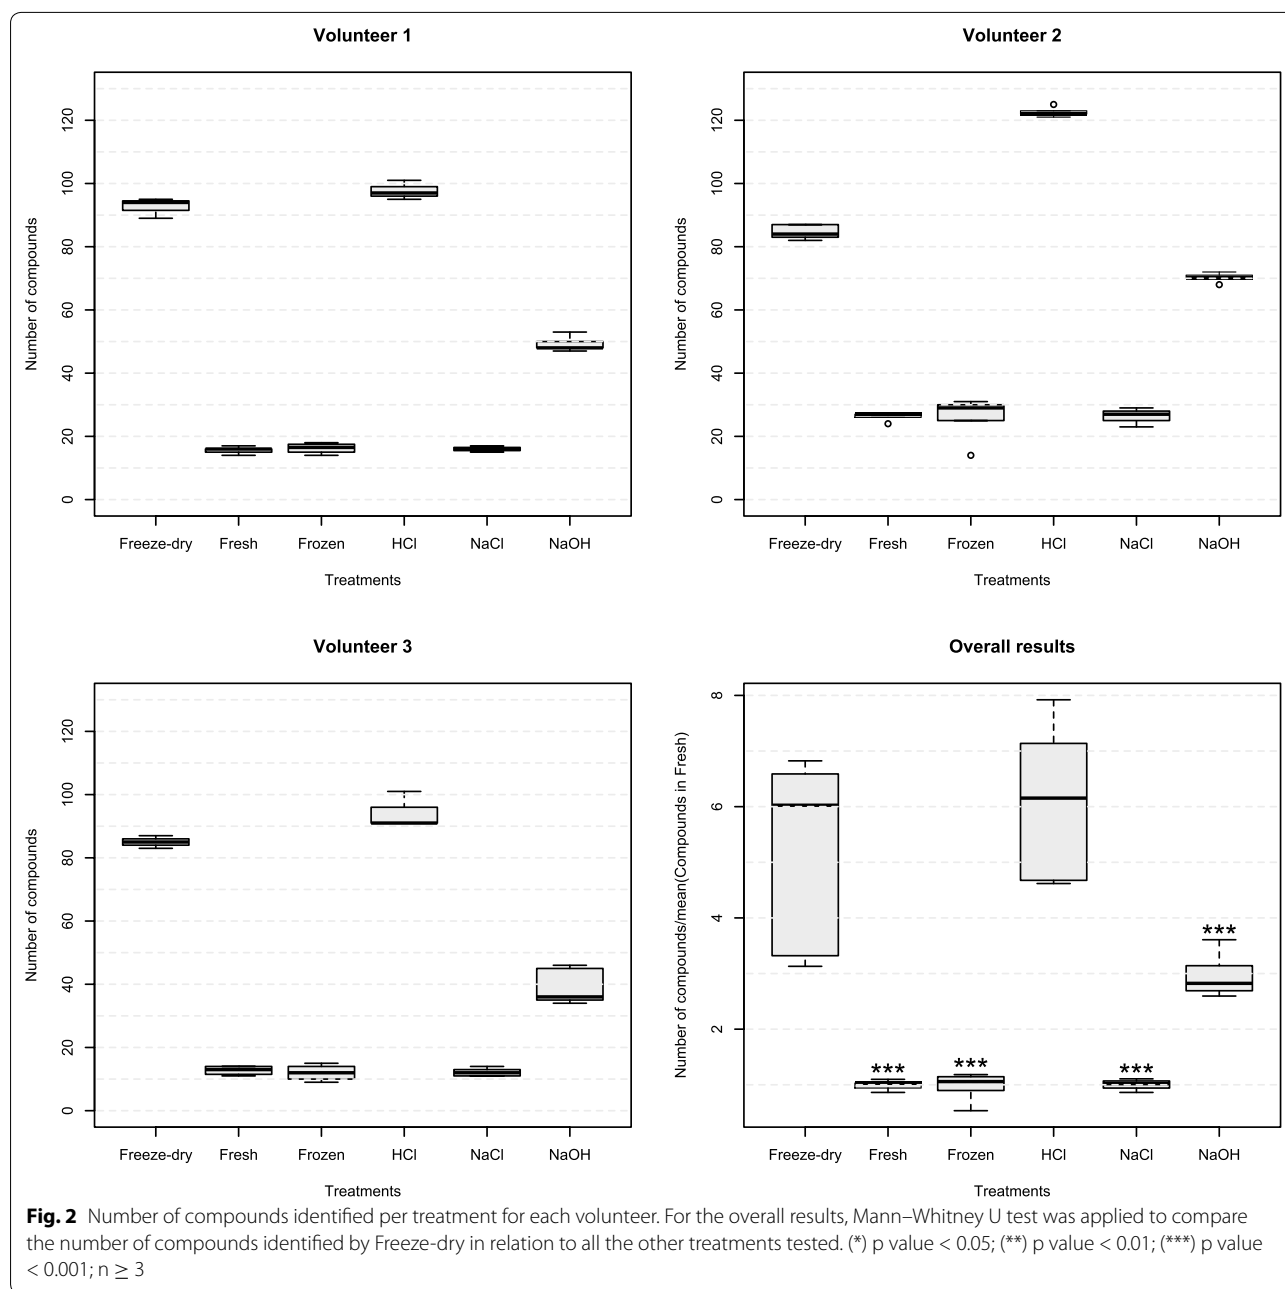 Volunteer 1
Number of compounds
0
20
40
60
80
100
120
Freeze-dry Fresh Frozen HCl NaCl NaOH
Treatments
Volunteer 2
Number of compounds
0
20
40
60
80
100
120
Freeze-dry Fresh Frozen HCl NaCl NaOH
Treatments
Volunteer 3
Number of compounds
0
20
40
60
80
100
120
Freeze-dry Fresh Frozen HCl NaCl NaOH
Treatments
Overall results
Number of compounds/mean(Compounds in Fresh)
2
4
6
8
*** *** *** ***
Freeze-dry Fresh Frozen HCl NaCl NaOH
Treatments
Fig. 2 Number of compounds identified per treatment for each volunteer. For the overall results, Mann–Whitney U test was applied to compare
the number of compounds identified by Freeze-dry in relation to all the other treatments tested. (*) p value < 0.05; (**) p value < 0.01; (***) p value
< 0.001; n ≥ 3